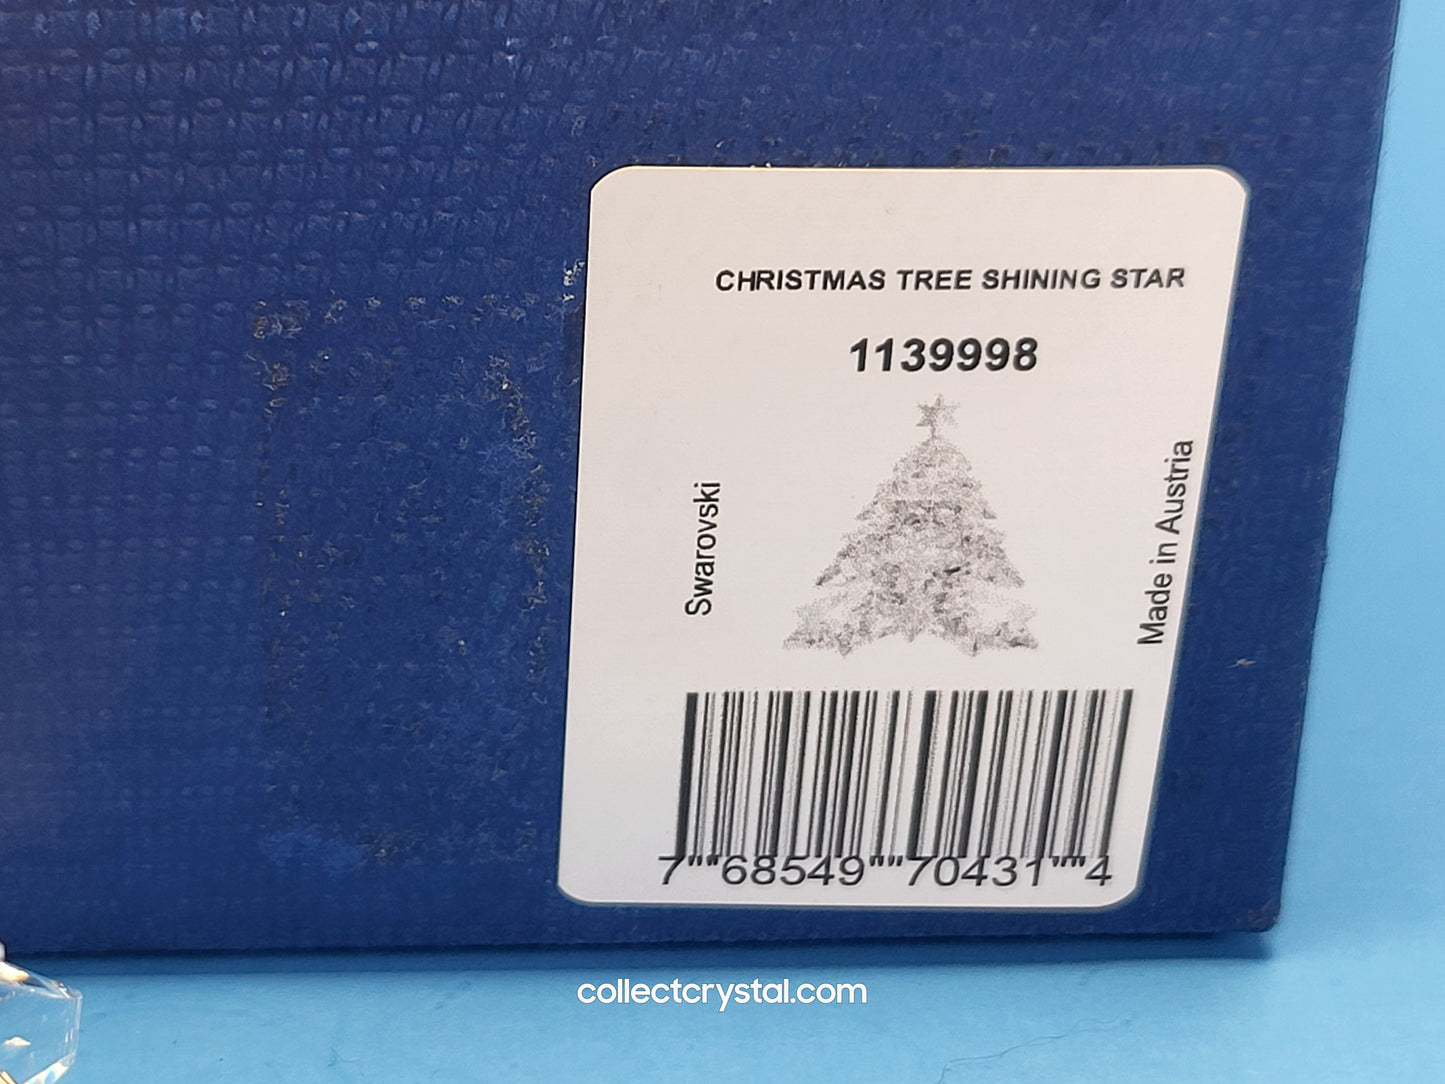 CHRISTMAS TREE SHINING STAR
1139998
Swarovski
Made in Austria
7""68549""70431""4
collectcrystal.com